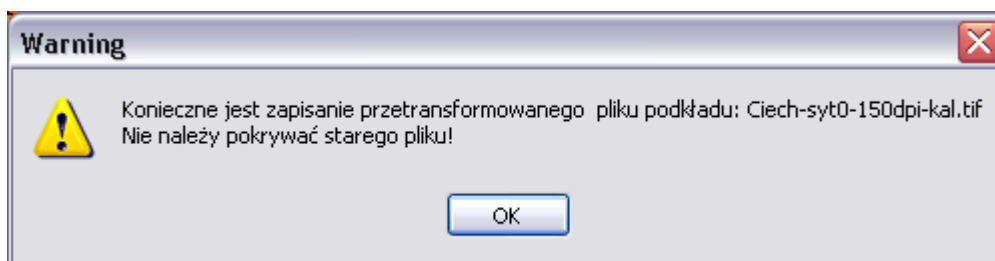 Warning
Konieczne jest zapisanie przetransformowanego pliku podkładu: Ciech-syt0-150dpi-kal.tif
Nie należy pokrywać starego pliku!
OK